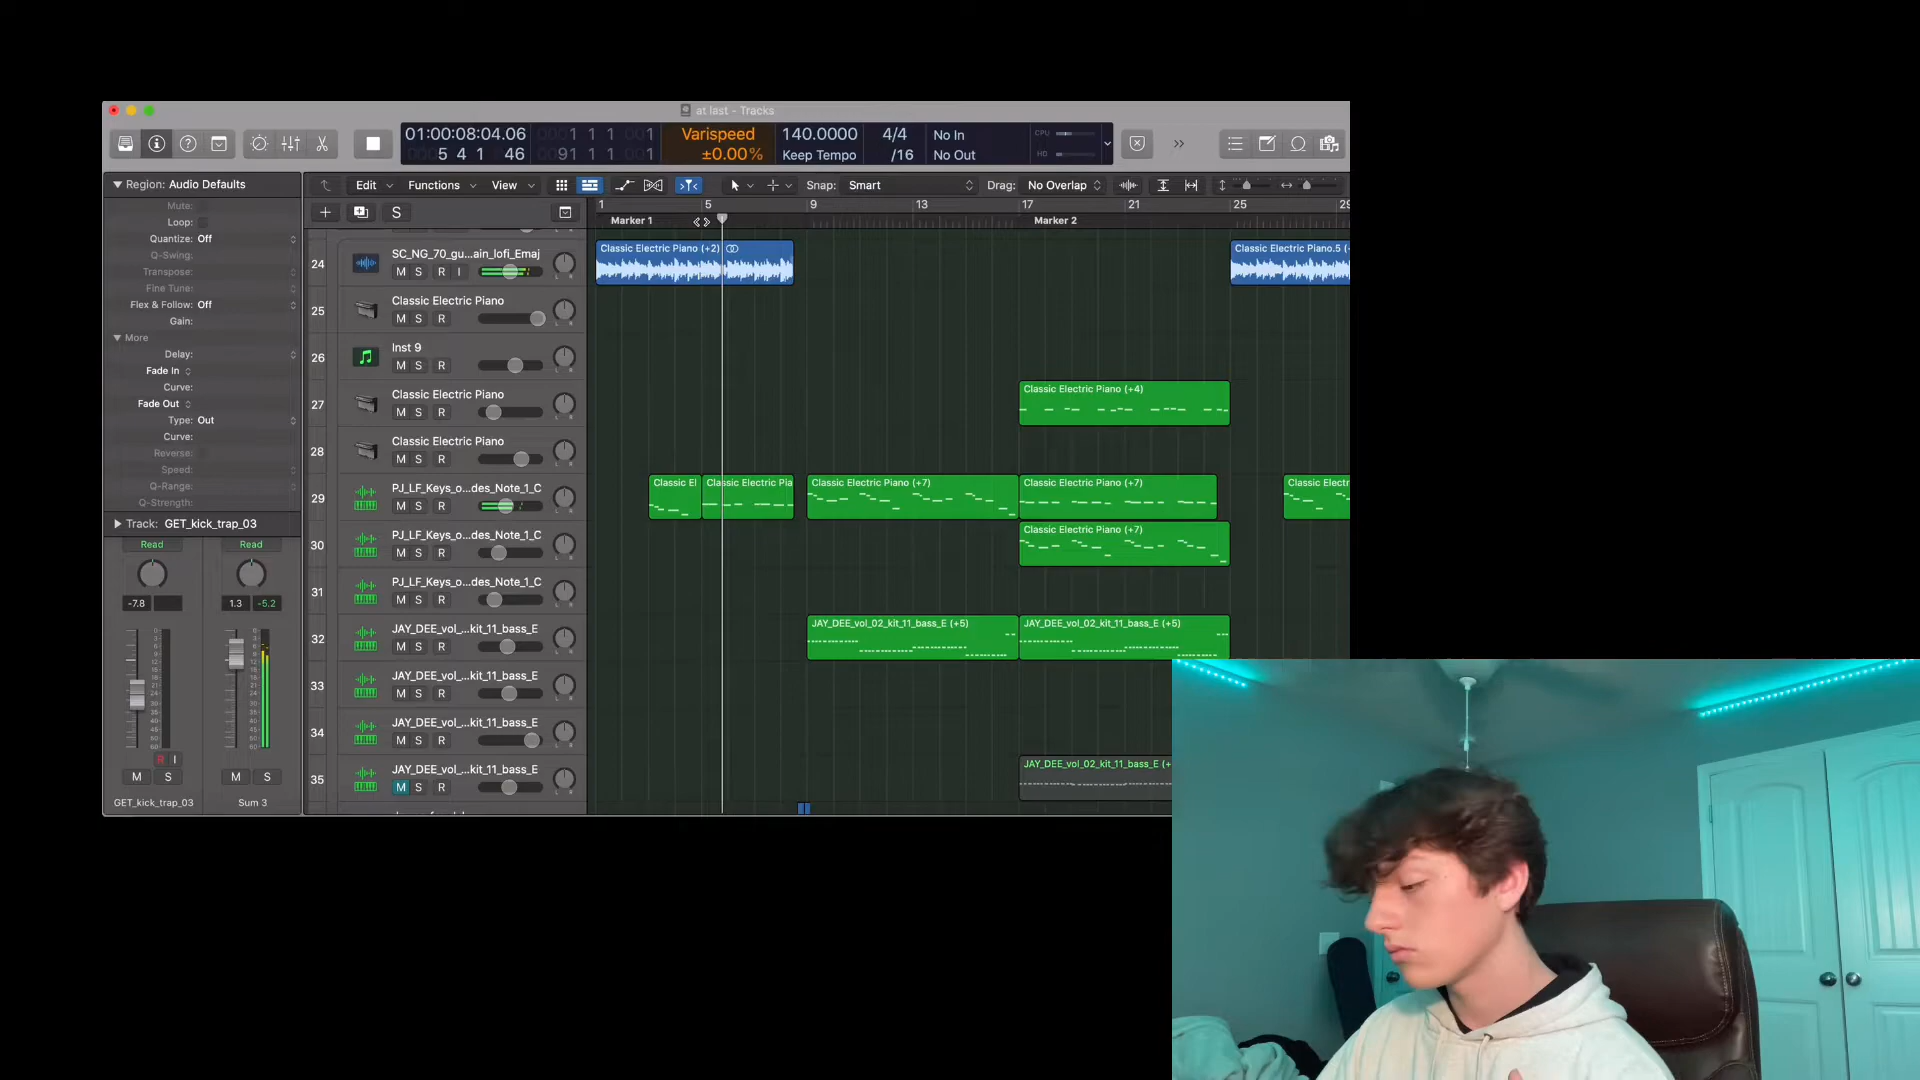 at last - Tracks
01:00:08:04.06
5 4 1 46
1 1 1 1
91 1 1 1
Varispeed
±0.00%
140.0000
Keep Tempo
4/4
/16
No In
No Out
CPU
HD
Region: Audio Defaults
Edit
Functions
View
Snap: Smart
Drag: No Overlap
Mute:
Loop:
Quantize: Off
Q-Swing:
Transpose:
Fine Tune:
Flex & Follow: Off
Gain:
More
Delay:
Fade In
Curve:
Fade Out
Type: Out
Curve:
Reverse:
Speed:
Q-Range:
Q-Strength:
Track: GET_kick_trap_03
Read
Read
-7.8
1.3 -5.2
R I
M S
M S
GET_kick_trap_03
Sum 3
S
1 5 9 13 17 21 25 29
Marker 1
Marker 2
24 SC_NG_70_gu...ain_lofi_Emaj
M S R I
Classic Electric Piano (+2)
Classic Electric Piano.5 (
25 Classic Electric Piano
M S R
26 Inst 9
M S R
27 Classic Electric Piano
M S R
Classic Electric Piano (+4)
28 Classic Electric Piano
M S R
29 PJ_LF_Keys_o...des_Note_1_C
M S R
Classic El
Classic Electric Pia
Classic Electric Piano (+7)
Classic Electric Piano (+7)
Classic Electr
30 PJ_LF_Keys_o...des_Note_1_C
M S R
Classic Electric Piano (+7)
31 PJ_LF_Keys_o...des_Note_1_C
M S R
32 JAY_DEE_vol_...kit_11_bass_E
M S R
JAY_DEE_vol_02_kit_11_bass_E (+5)
JAY_DEE_vol_02_kit_11_bass_E (+5)
33 JAY_DEE_vol_...kit_11_bass_E
M S R
34 JAY_DEE_vol_...kit_11_bass_E
M S R
35 JAY_DEE_vol_...kit_11_bass_E
M S R
JAY_DEE_vol_02_kit_11_bass_E (+